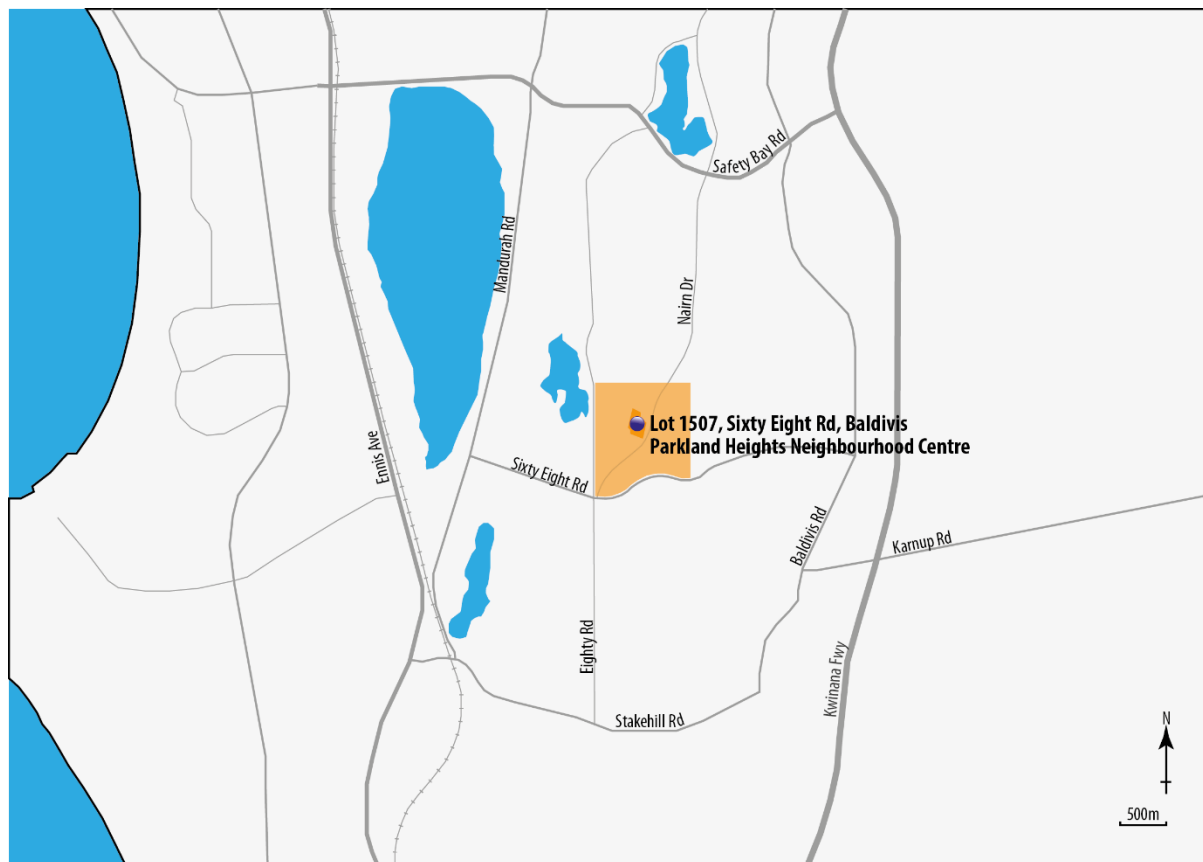 Safety Bay Rd
Mandurah Rd
Nairn Dr
Lot 1507, Sixty Eight Rd, Baldivis
Parkland Heights Neighbourhood Centre
Ennis Ave
Sixty Eight Rd
Baldivis Rd
Karnup Rd
Eighty Rd
Kwinana Fwy
Stakehill Rd
N
500m